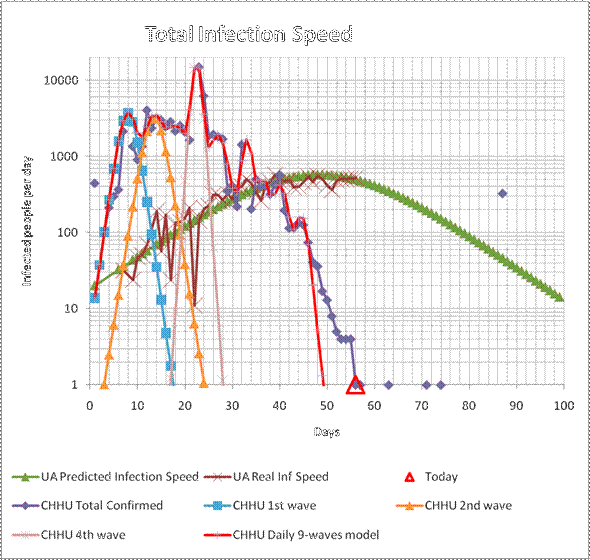 Total Infection Speed
Infected people per day
10000
1000
100
10
1
0 10 20 30 40 50 60 70 80 90 100
Days
UA Predicted Infection Speed UA Real Inf Speed Today
CHHU Total Confirmed CHHU 1st wave CHHU 2nd wave
CHHU 4th wave CHHU Daily 9-waves model